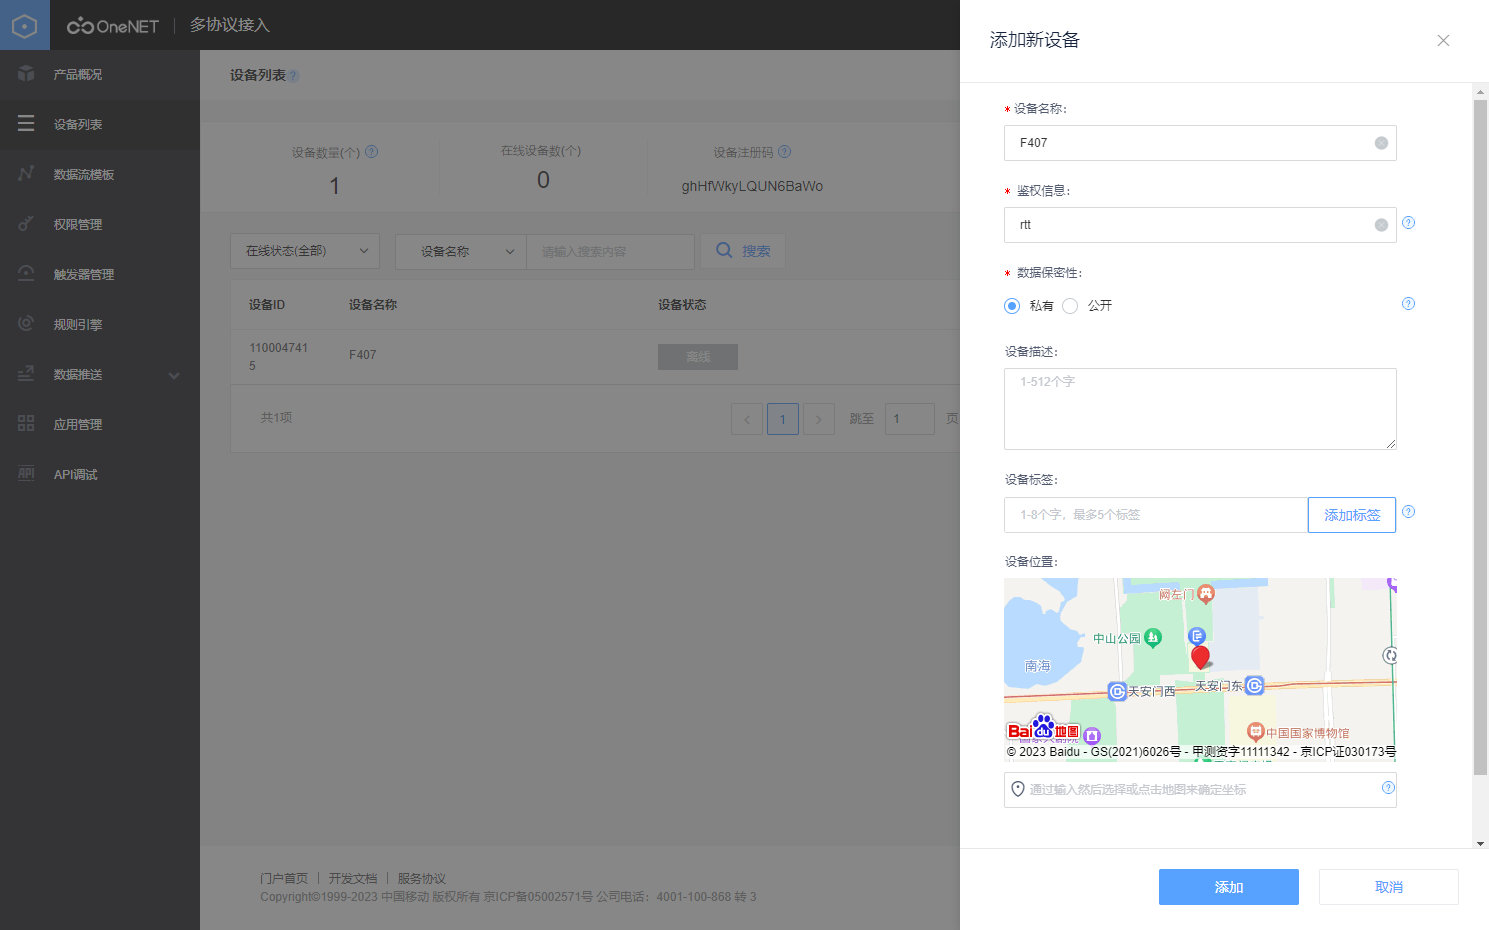 OneNET
多协议接入
产品概况
设备列表
数据流模板
权限管理
触发器管理
规则引擎
数据推送
应用管理
API调试
设备列表
设备数量(个)
1
在线设备数(个)
0
设备注册码
ghHfWkyLQUN6BaWo
在线状态(全部)
设备名称
请输入搜索内容
搜索
设备ID 设备名称 设备状态
110004741
5
F407
离线
共1项
1
跳至 1 页
门户首页 | 开发文档 | 服务协议
Copyright©1999-2023 中国移动 版权所有 京ICP备05002571号 公司电话：4001-100-868 转 3
添加新设备
* 设备名称:
F407
* 鉴权信息:
rtt
* 数据保密性:
私有 公开
设备描述:
1-512个字
设备标签:
1-8个字，最多5个标签
添加标签
设备位置:
阙左门
中山公园
南海
天安门西
天安门东
Bai du 地图
中国国家博物馆
© 2023 Baidu - GS(2021)6026号 - 甲测资字11111342 - 京ICP证030173号
通过输入然后选择或点击地图来确定坐标
添加
取消